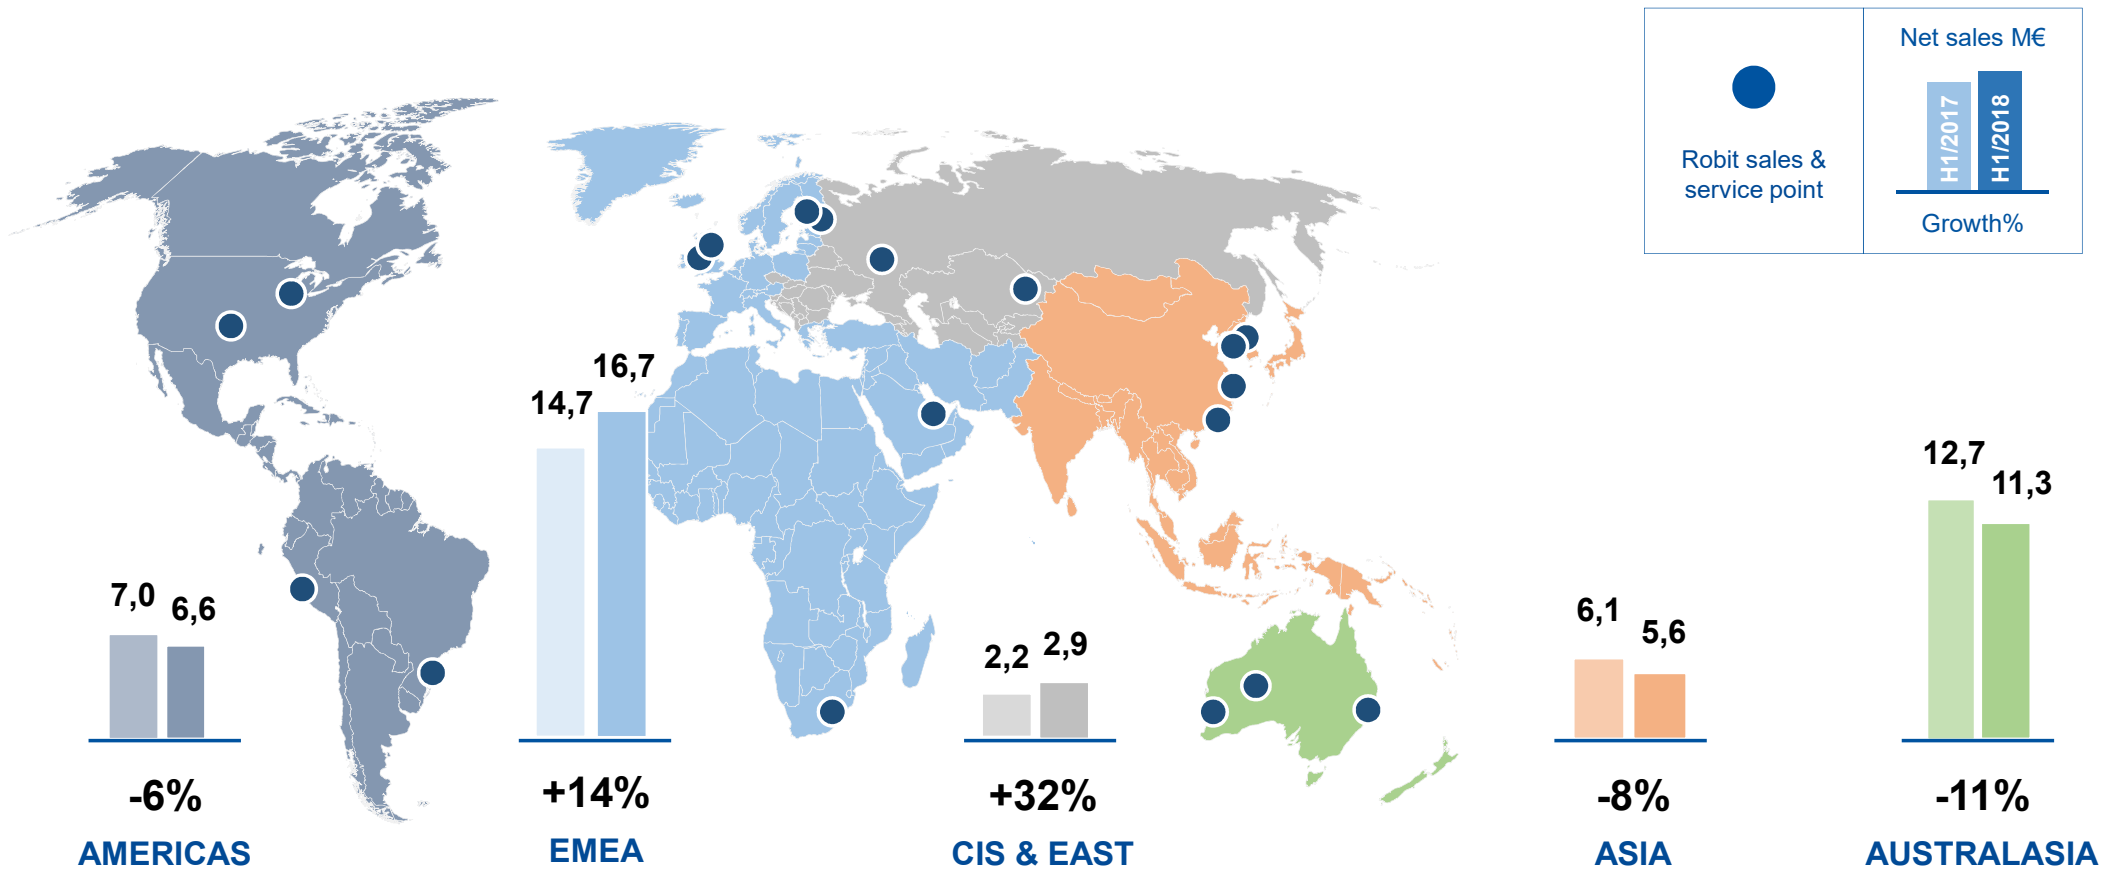 Net sales M€
H1/2017
H1/2018
Robit sales &
service point
Growth%
7,0
6,6
-6%
AMERICAS
14,7
16,7
+14%
EMEA
2,2
2,9
+32%
CIS & EAST
6,1
5,6
-8%
ASIA
12,7
11,3
-11%
AUSTRALASIA